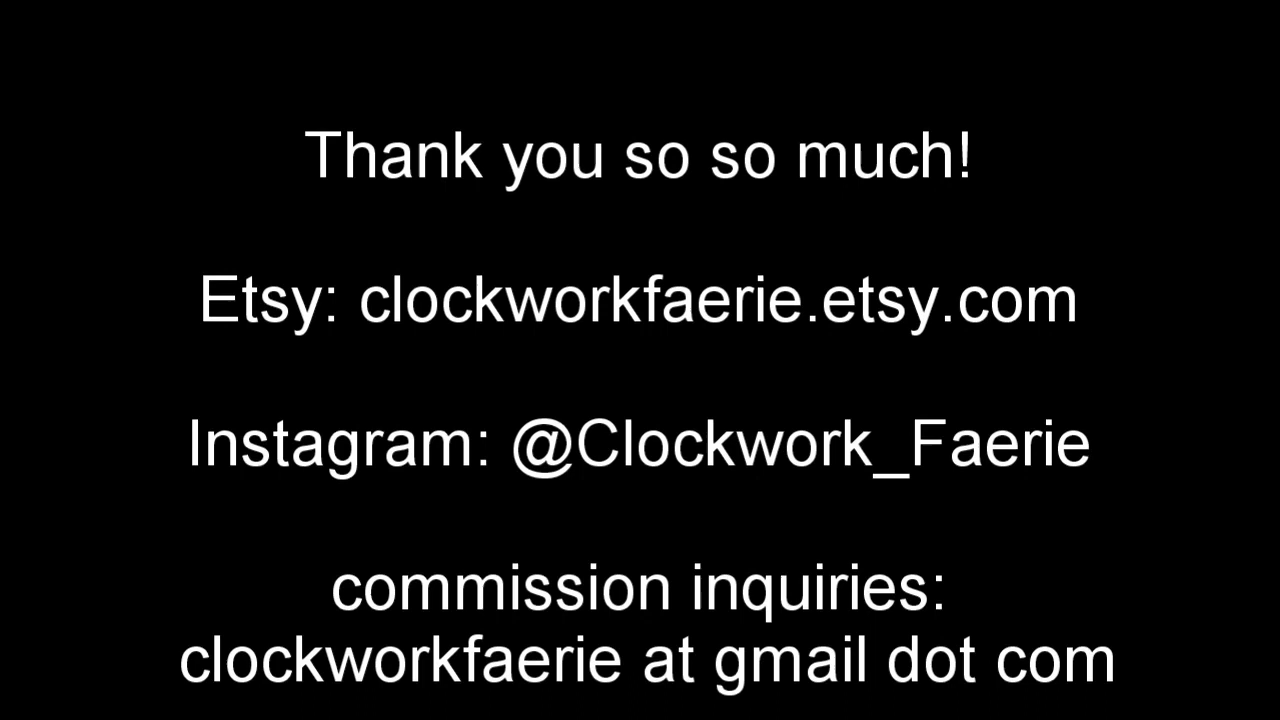 Thank you so so much!
Etsy: clockworkfaerie.etsy.com
Instagram: @Clockwork_Faerie
commission inquiries:
clockworkfaerie at gmail dot com